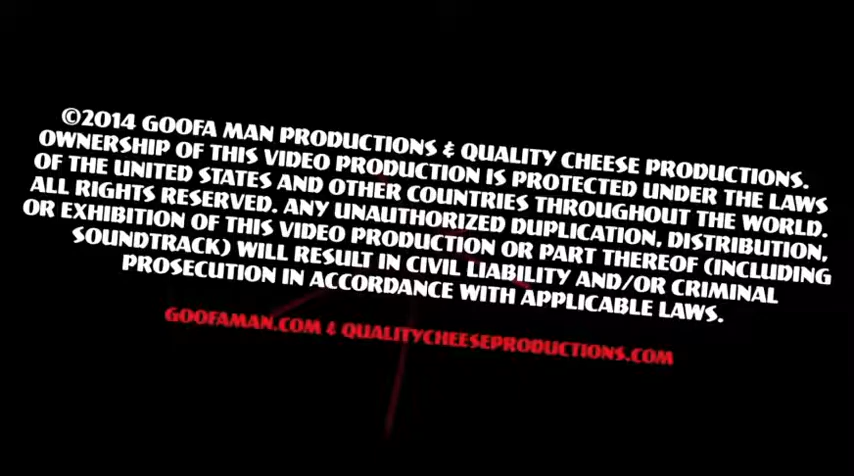 ©2014 GOOFA MAN PRODUCTIONS & QUALITY CHEESE PRODUCTIONS.
OWNERSHIP OF THIS VIDEO PRODUCTION IS PROTECTED UNDER THE LAWS
OF THE UNITED STATES AND OTHER COUNTRIES THROUGHOUT THE WORLD.
ALL RIGHTS RESERVED. ANY UNAUTHORIZED DUPLICATION, DISTRIBUTION,
OR EXHIBITION OF THIS VIDEO PRODUCTION OR PART THEREOF (INCLUDING
SOUNDTRACK) WILL RESULT IN CIVIL LIABILITY AND/OR CRIMINAL
PROSECUTION IN ACCORDANCE WITH APPLICABLE LAWS.
GOOFAMAN.COM & QUALITYCHEESEPRODUCTIONS.COM